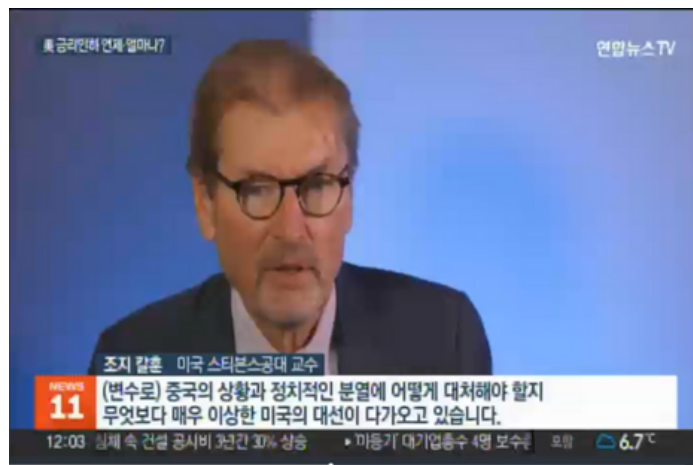 美 금리인하 언제·얼마나?
연합뉴스TV
조지 칼훈 미국 스티븐스공대 교수
NEWS
11
(변수로) 중국의 상황과 정치적인 분열에 어떻게 대처해야 할지
무엇보다 매우 이상한 미국의 대선이 다가오고 있습니다.
12:03 침체 속 건설 공시비 3년간 30% 상승 ▸'미등기' 대기업총수 4명 보수 포항 6.7℃